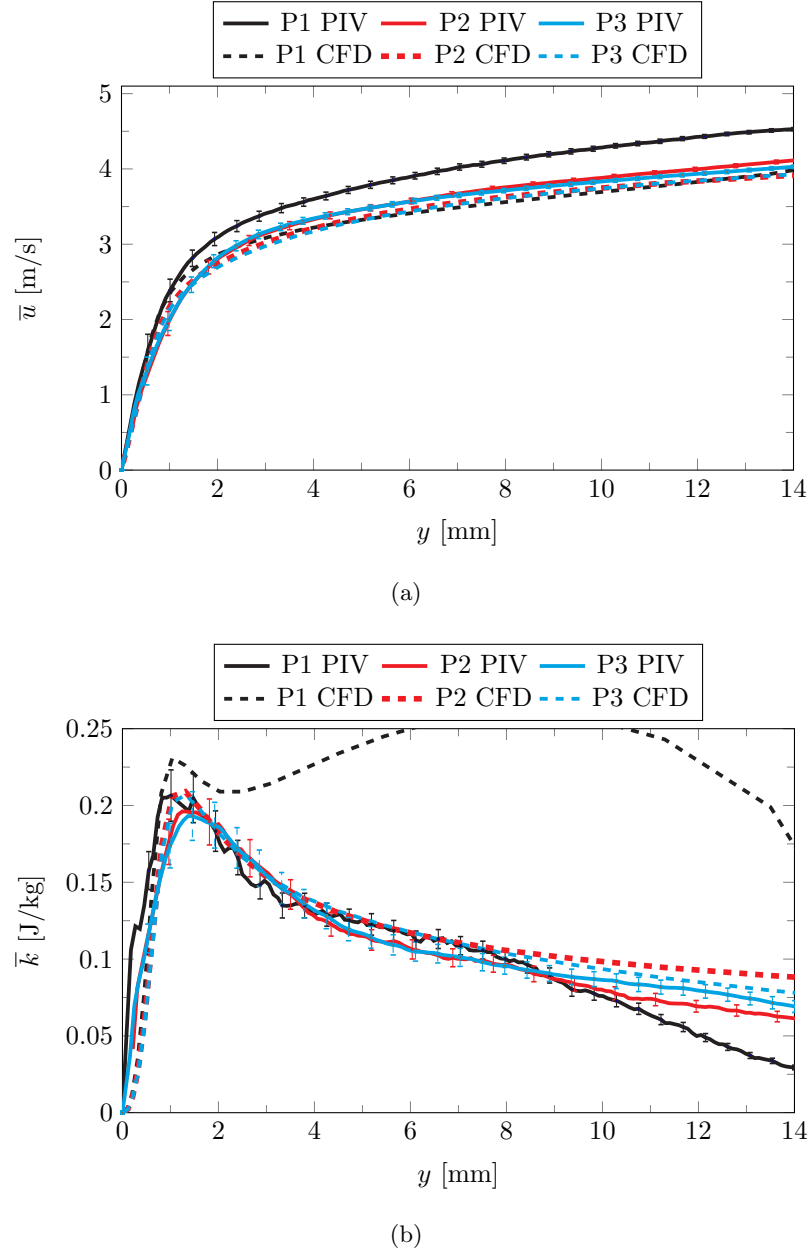 P1 PIV P2 PIV P3 PIV
P1 CFD P2 CFD P3 CFD
5
4
3
2
1
0
u̅ [m/s]
0 2 4 6 8 10 12 14
y [mm]
(a)
P1 PIV P2 PIV P3 PIV
P1 CFD P2 CFD P3 CFD
0.25
0.2
0.15
0.1
0.05
0
k̅ [J/kg]
0 2 4 6 8 10 12 14
y [mm]
(b)